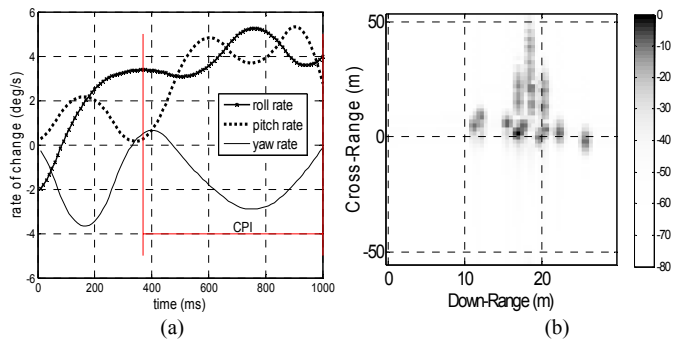 6
4
2
0
-2
-4
-6
rate of change (deg/s)
roll rate
pitch rate
yaw rate
CPI
0
200
400
600
800
1000
time (ms)
(a)
50
0
-50
Cross-Range (m)
0
10
20
Down-Range (m)
0
-10
-20
-30
-40
-50
-60
-70
-80
(b)